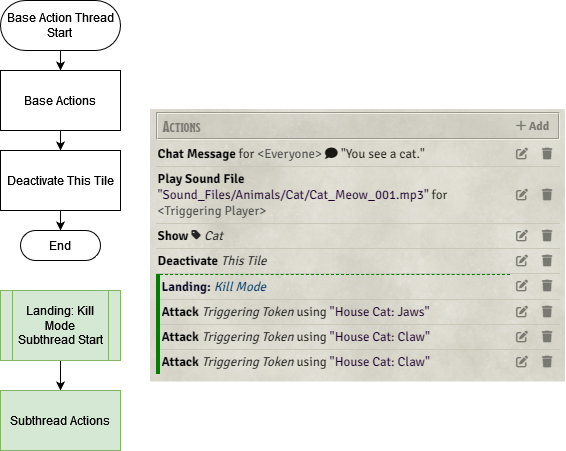 Base Action Thread
Start
Base Actions
Deactivate This Tile
End
Landing: Kill
Mode
Subthread Start
Subthread Actions
ACTIONS
+ Add
Chat Message for <Everyone> "You see a cat."
Play Sound File
"Sound_Files/Animals/Cat/Cat_Meow_001.mp3" for
<Triggering Player>
Show Cat
Deactivate This Tile
Landing: Kill Mode
Attack Triggering Token using "House Cat: Jaws"
Attack Triggering Token using "House Cat: Claw"
Attack Triggering Token using "House Cat: Claw"